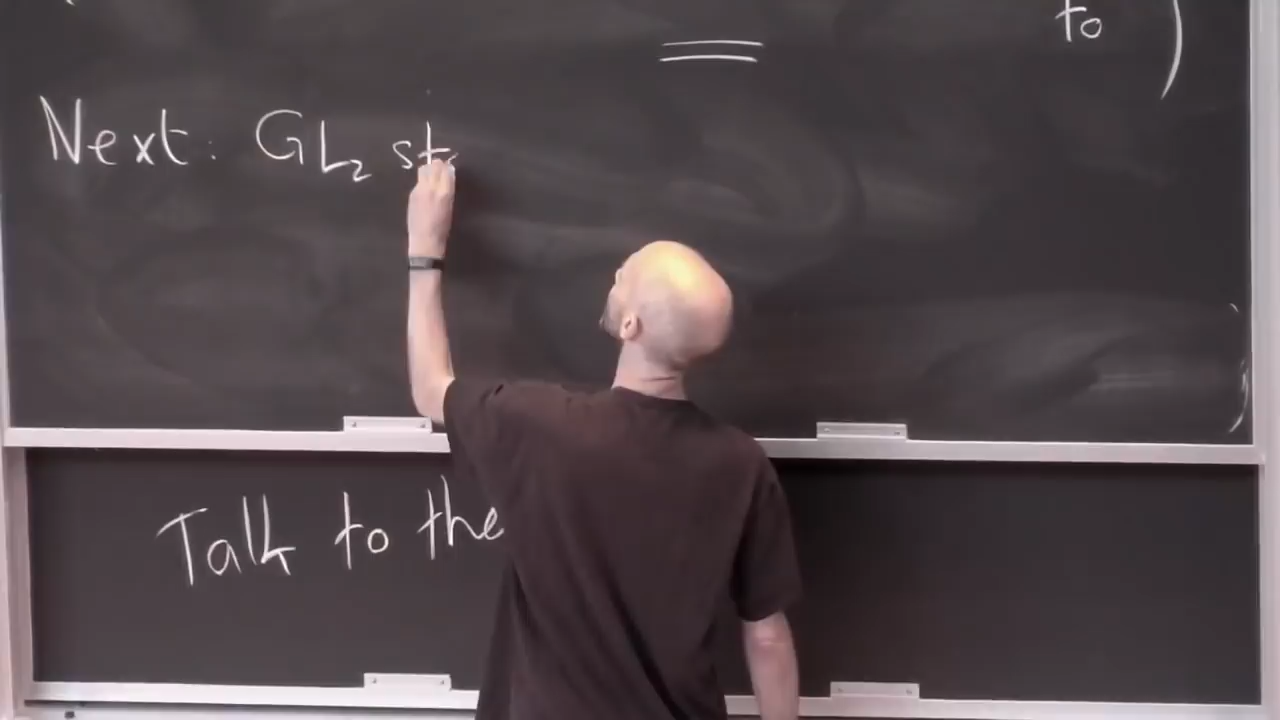 to )
Next: GL₂ st
Talk to the